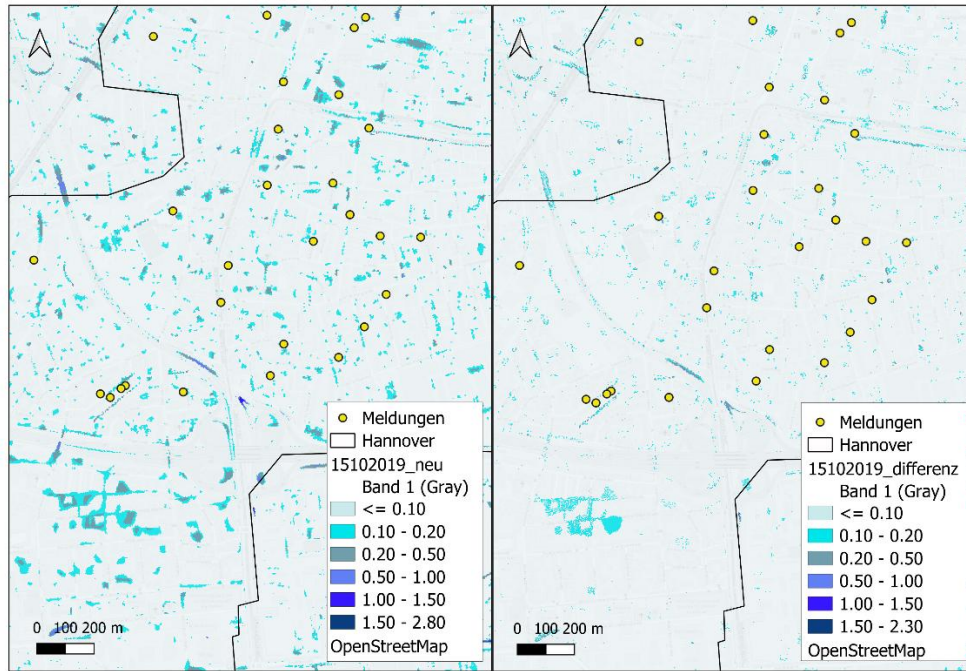 Meldungen
Hannover
15102019_neu
Band 1 (Gray)
<= 0.10
0.10 - 0.20
0.20 - 0.50
0.50 - 1.00
1.00 - 1.50
1.50 - 2.80
OpenStreetMap
0 100 200 m
Meldungen
Hannover
15102019_differenz
Band 1 (Gray)
<= 0.10
0.10 - 0.20
0.20 - 0.50
0.50 - 1.00
1.00 - 1.50
1.50 - 2.30
OpenStreetMap
0 100 200 m